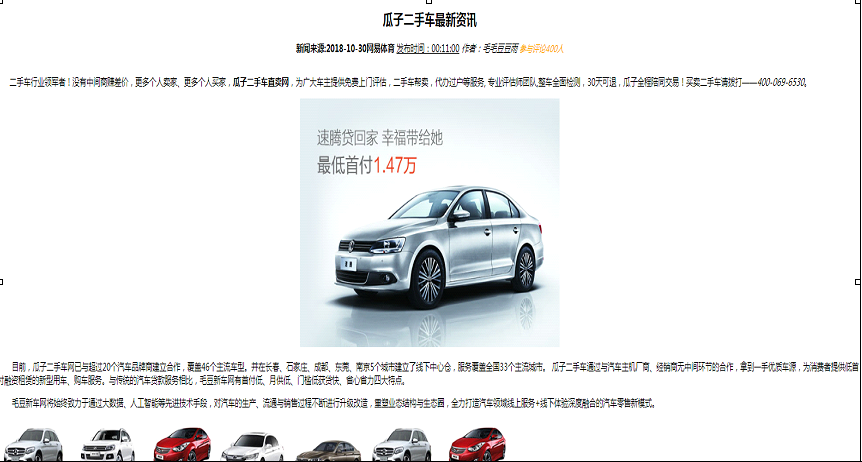 瓜子二手车最新资讯
新闻来源:2018-10-30网易体育 发布时间：00:11:00 作者：毛毛豆豆雨 参与评论400人
二手车行业领军者！没有中间商赚差价，更多个人卖家、更多个人买家，瓜子二手车直卖网，为广大车主提供免费上门评估，二手车帮卖，代办过户等服务, 专业评估师团队,整车全面检测，30天可退，瓜子全程陪同交易！买卖二手车请拨打——400-069-6530。
速腾贷回家 幸福带给她
最低首付1.47万
目前，瓜子二手车网已与超过20个汽车品牌商建立合作，覆盖46个主流车型。并在长春、石家庄、成都、东莞、南京5个城市建立了线下中心仓，服务覆盖全国33个主流城市。 瓜子二手车通过与汽车主机厂商、经销商无中间环节的合作，拿到一手优质车源，为消费者提供低首
付融资租赁的新型用车、购车服务。与传统的汽车贷款服务相比，毛豆新车网有首付低、月供低、门槛低获货快、省心省力四大特点。
毛豆新车网将始终致力于通过大数据、人工智能等先进技术手段，对汽车的生产、流通与销售过程不断进行升级改造，重塑业态结构与生态圈，全力打造汽车领域线上服务+线下体验深度融合的汽车零售新模式。